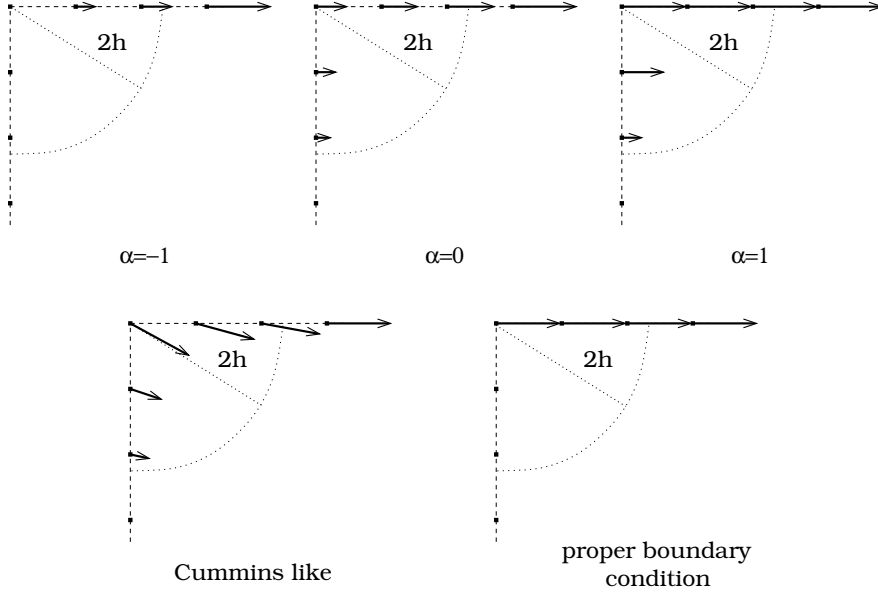 2h
2h
2h
α=−1
α=0
α=1
2h
2h
Cummins like
proper boundary
condition